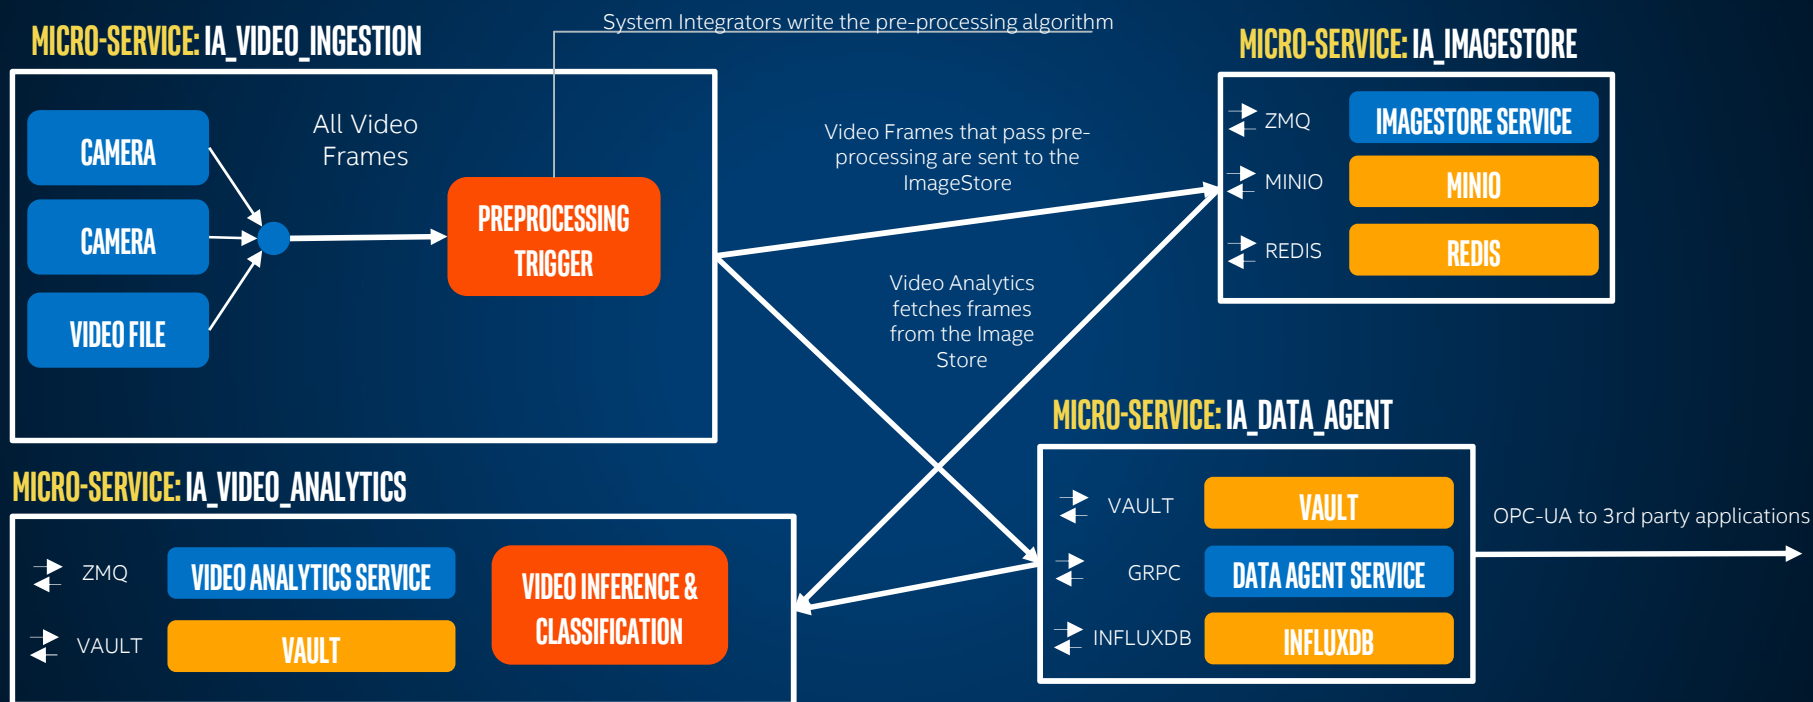 System Integrators write the pre-processing algorithm
MICRO-SERVICE: IA_VIDEO_INGESTION
CAMERA
CAMERA
VIDEO FILE
All Video
Frames
PREPROCESSING
TRIGGER
Video Frames that pass pre-
processing are sent to the
ImageStore
Video Analytics
fetches frames
from the Image
Store
MICRO-SERVICE: IA_IMAGESTORE
ZMQ
IMAGESTORE SERVICE
MINIO
MINIO
REDIS
REDIS
MICRO-SERVICE: IA_VIDEO_ANALYTICS
ZMQ
VIDEO ANALYTICS SERVICE
VAULT
VAULT
VIDEO INFERENCE &
CLASSIFICATION
MICRO-SERVICE: IA_DATA_AGENT
VAULT
VAULT
GRPC
DATA AGENT SERVICE
INFLUXDB
INFLUXDB
OPC-UA to 3rd party applications